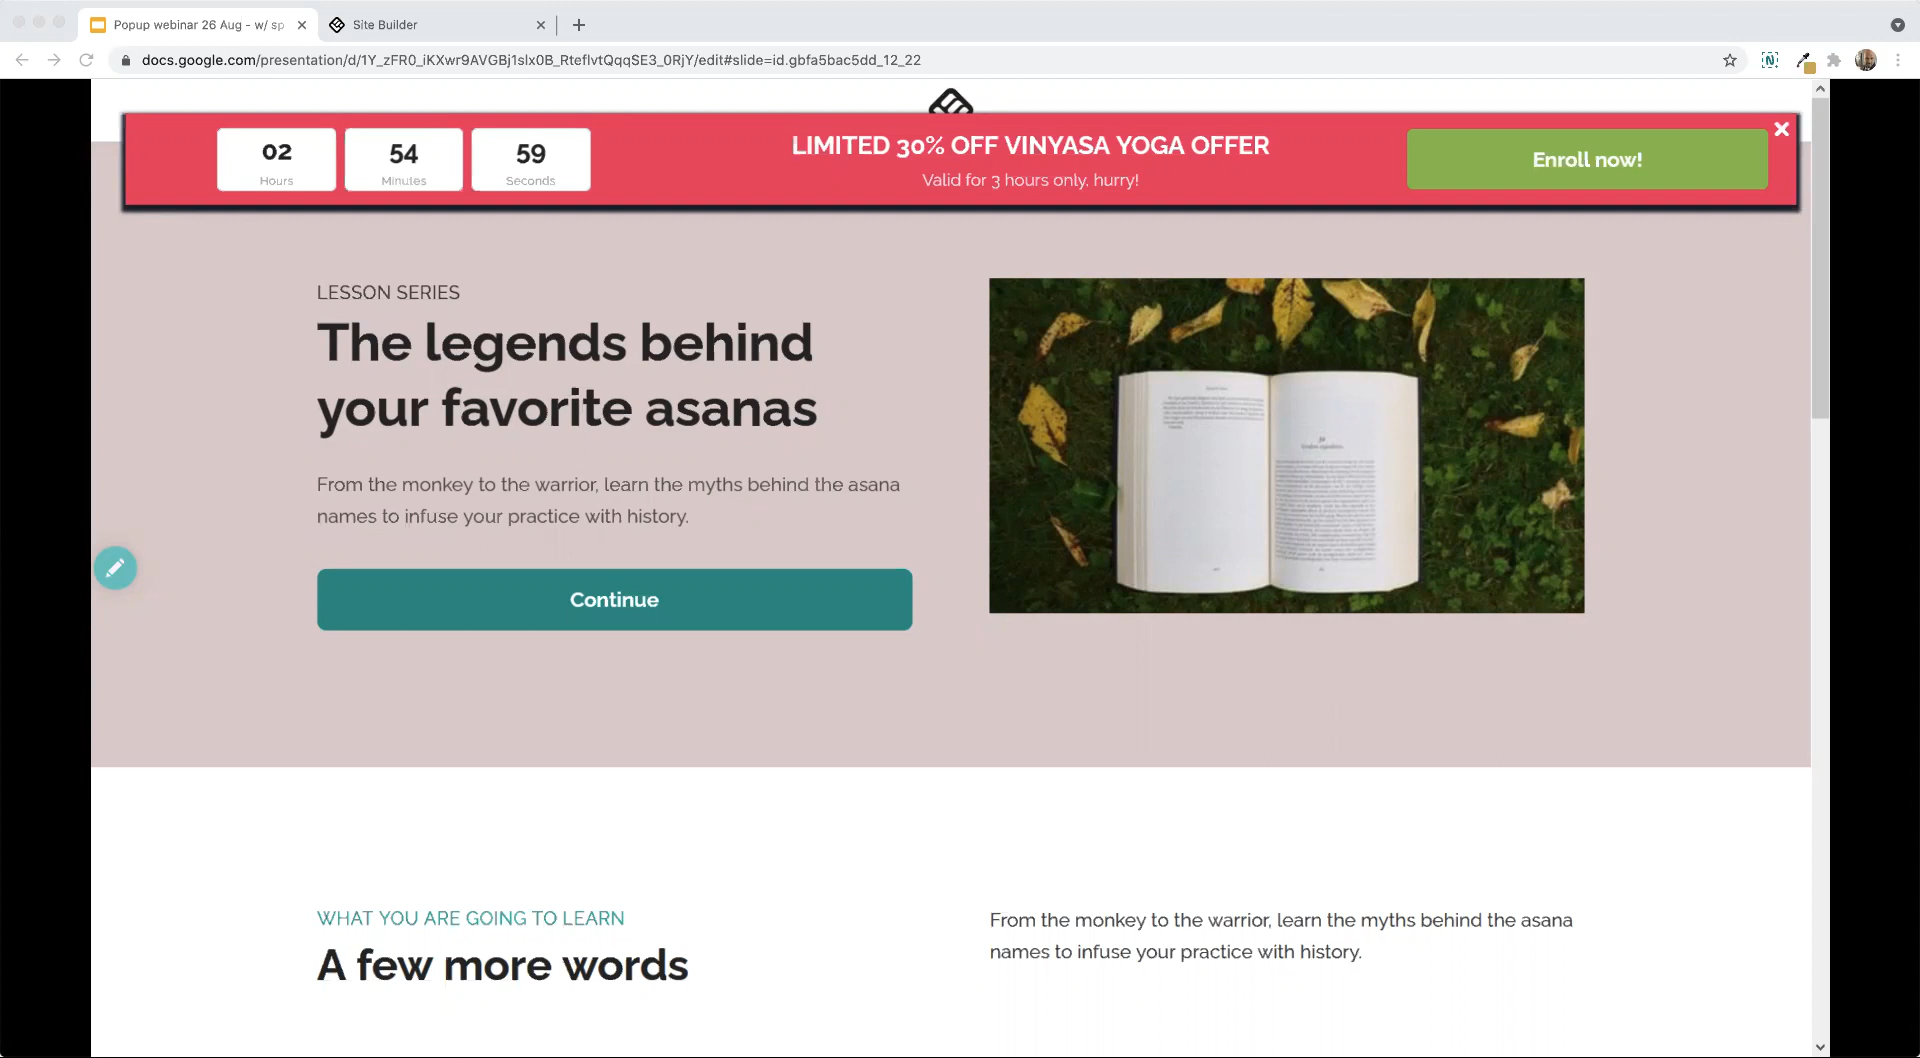 Popup webinar 26 Aug - w/ sp
Site Builder
docs.google.com/presentation/d/1Y_zFR0_iKXwr9AVGBj1slx0B_RteflvtQqqSE3_0RjY/edit#slide=id.gbfa5bac5dd_12_22
02
Hours
54
Minutes
59
Seconds
LIMITED 30% OFF VINYASA YOGA OFFER
Valid for 3 hours only, hurry!
Enroll now!
LESSON SERIES
The legends behind
your favorite asanas
From the monkey to the warrior, learn the myths behind the asana
names to infuse your practice with history.
Continue
WHAT YOU ARE GOING TO LEARN
A few more words
From the monkey to the warrior, learn the myths behind the asana
names to infuse your practice with history.